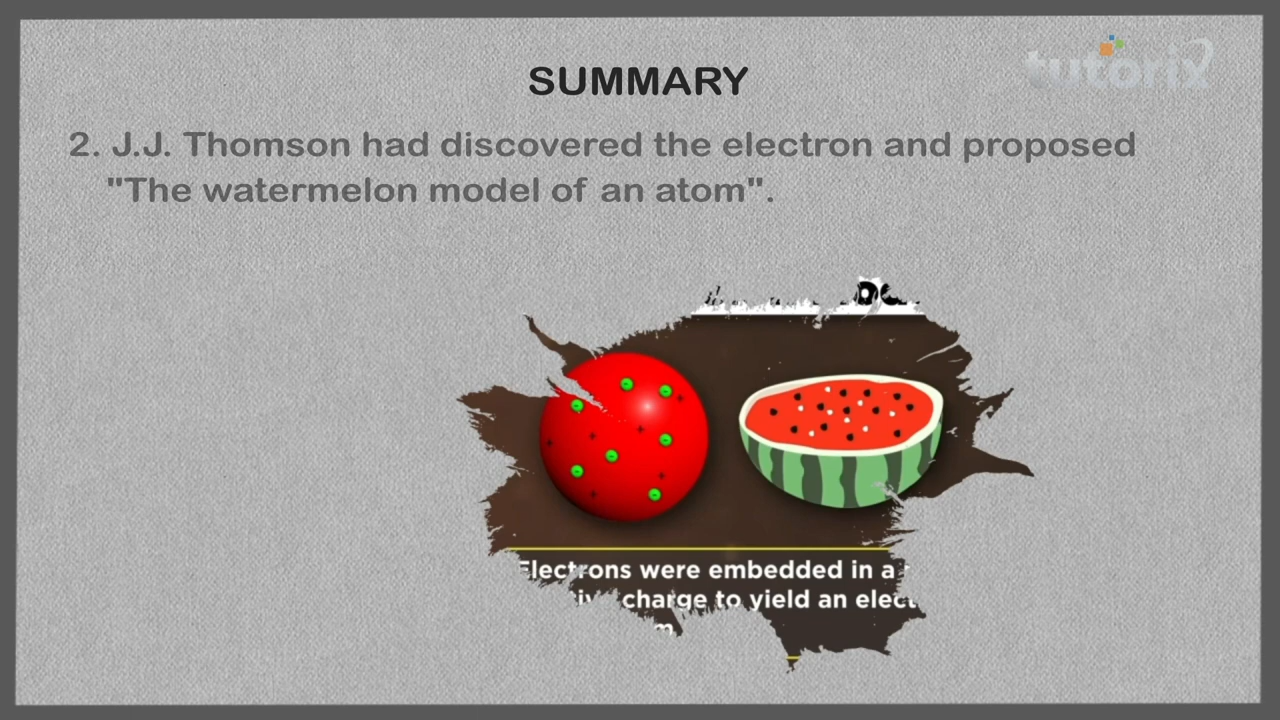 SUMMARY
tutorix
2. J.J. Thomson had discovered the electron and proposed
"The watermelon model of an atom".
Electrons were embedded in a
charge to yield an